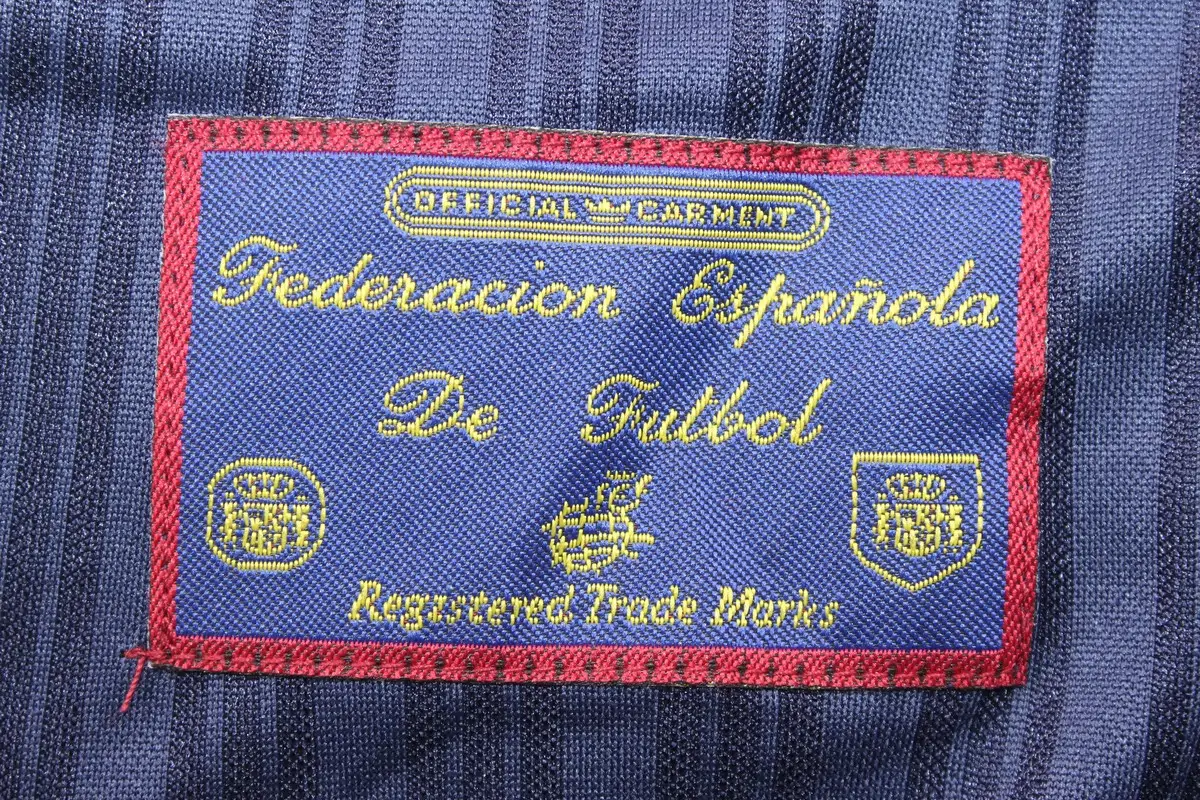 OFFICIAL GARMENT
Federacion Española
De Futbol
Registered Trade Marks